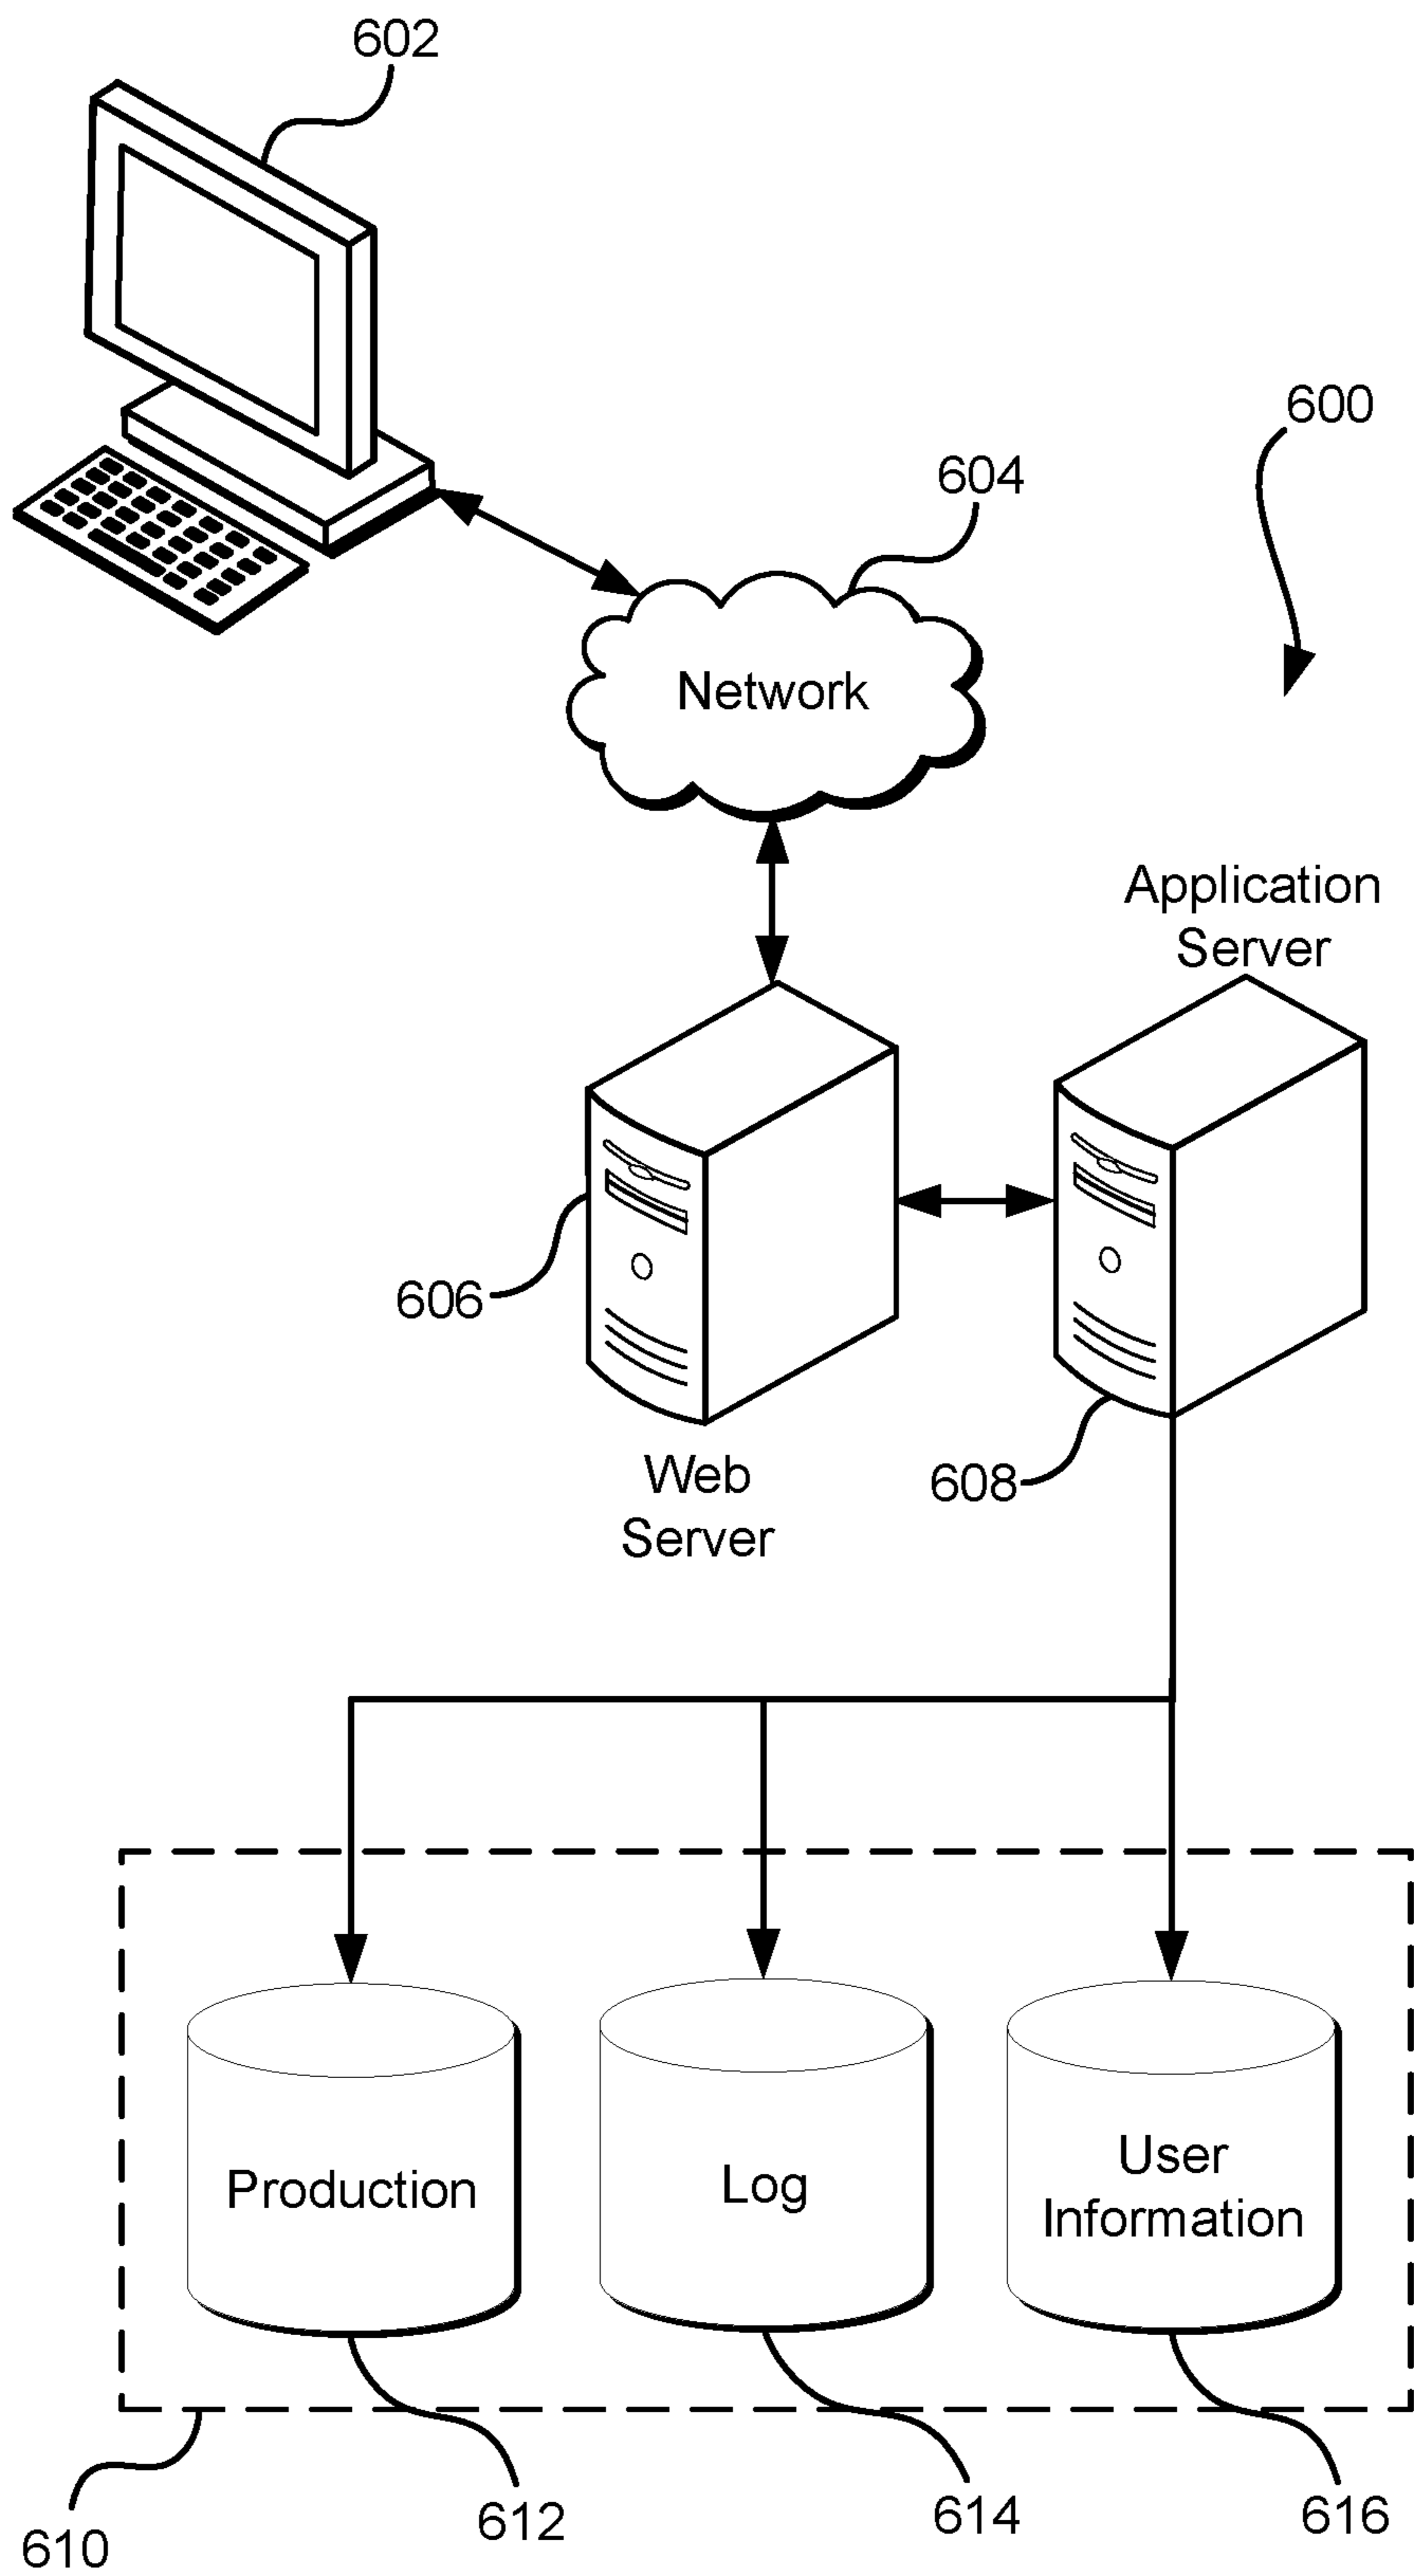 602
600
604
Network
Application
Server
606
Web
Server
608
Production
Log
User
Information
610
612
614
616